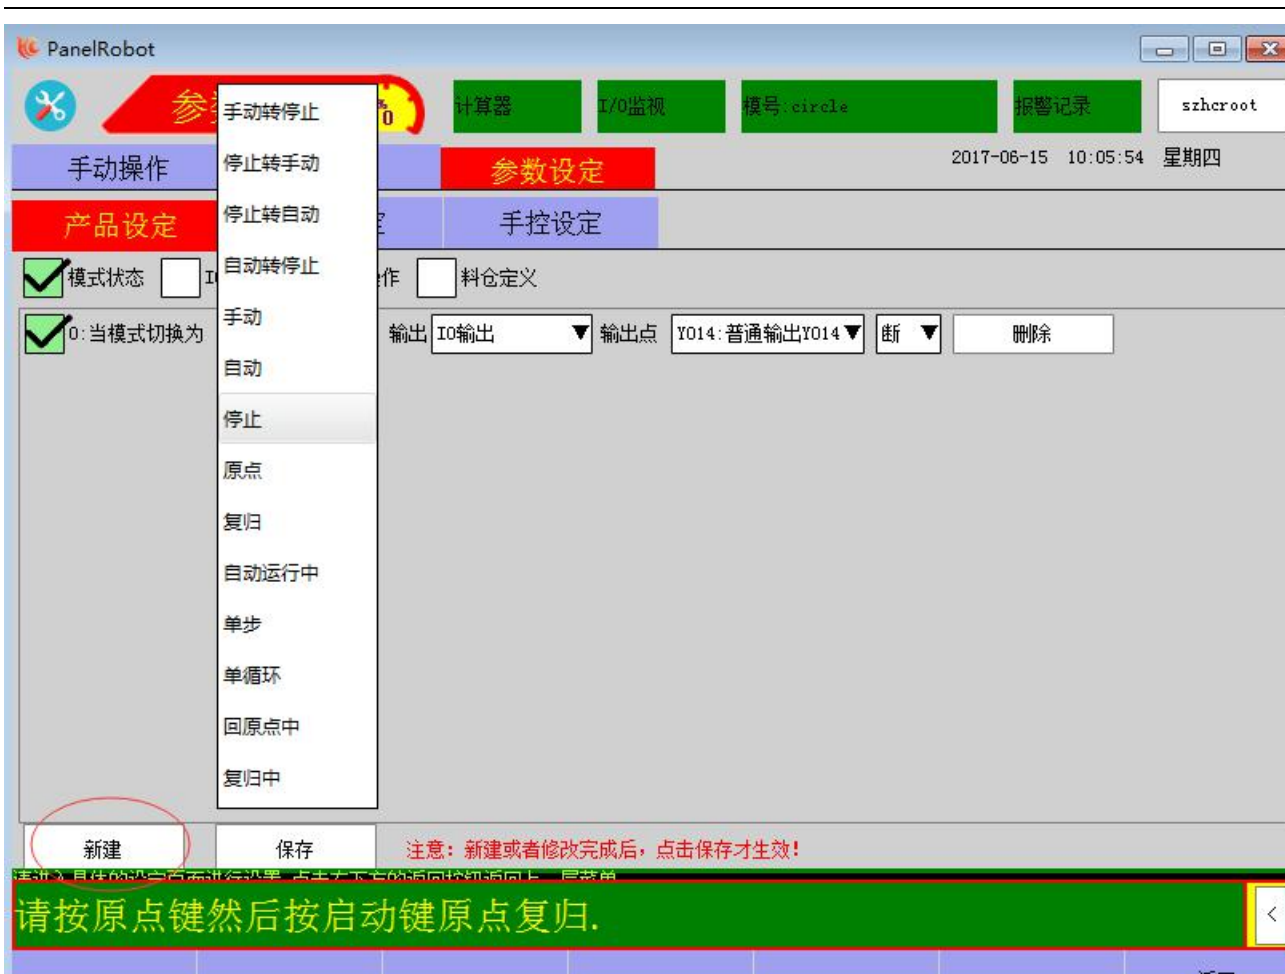 PanelRobot
参
计算器 I/O监视 模号:circle 报警记录 szhcroot
手动操作 参数设定 2017-06-15 10:05:54 星期四
产品设定 手控设定
模式状态 料仓定义
0:当模式切换为 输出 IO输出 输出点 Y014:普通输出Y014 断 删除
手动转停止
停止转手动
停止转自动
自动转停止
手动
自动
停止
原点
复归
自动运行中
单步
单循环
回原点中
复归中
新建 保存 注意：新建或者修改完成后，点击保存才生效!
请按原点键然后按启动键原点复归.
<